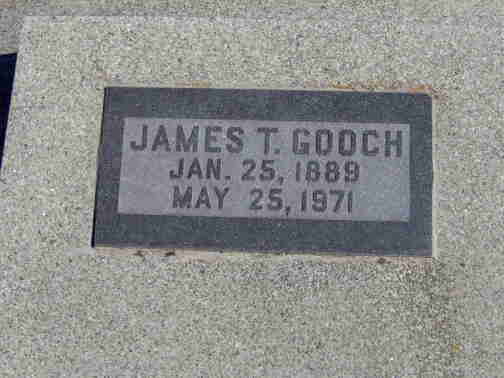 JAMES T. GOOCH
JAN. 25, 1889
MAY 25, 1971